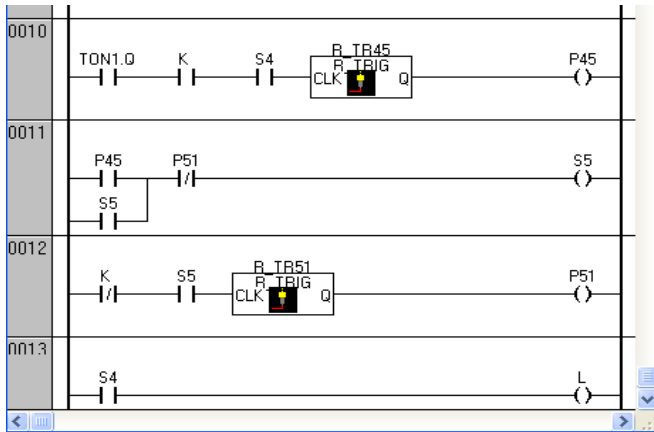 0010
TON1.Q K S4 R_TR45 P45
R_TRIG
CLK Q
0011
P45 P51 S5
S5
0012
K S5 R_TR51 P51
R_TRIG
CLK Q
0013
S4 L